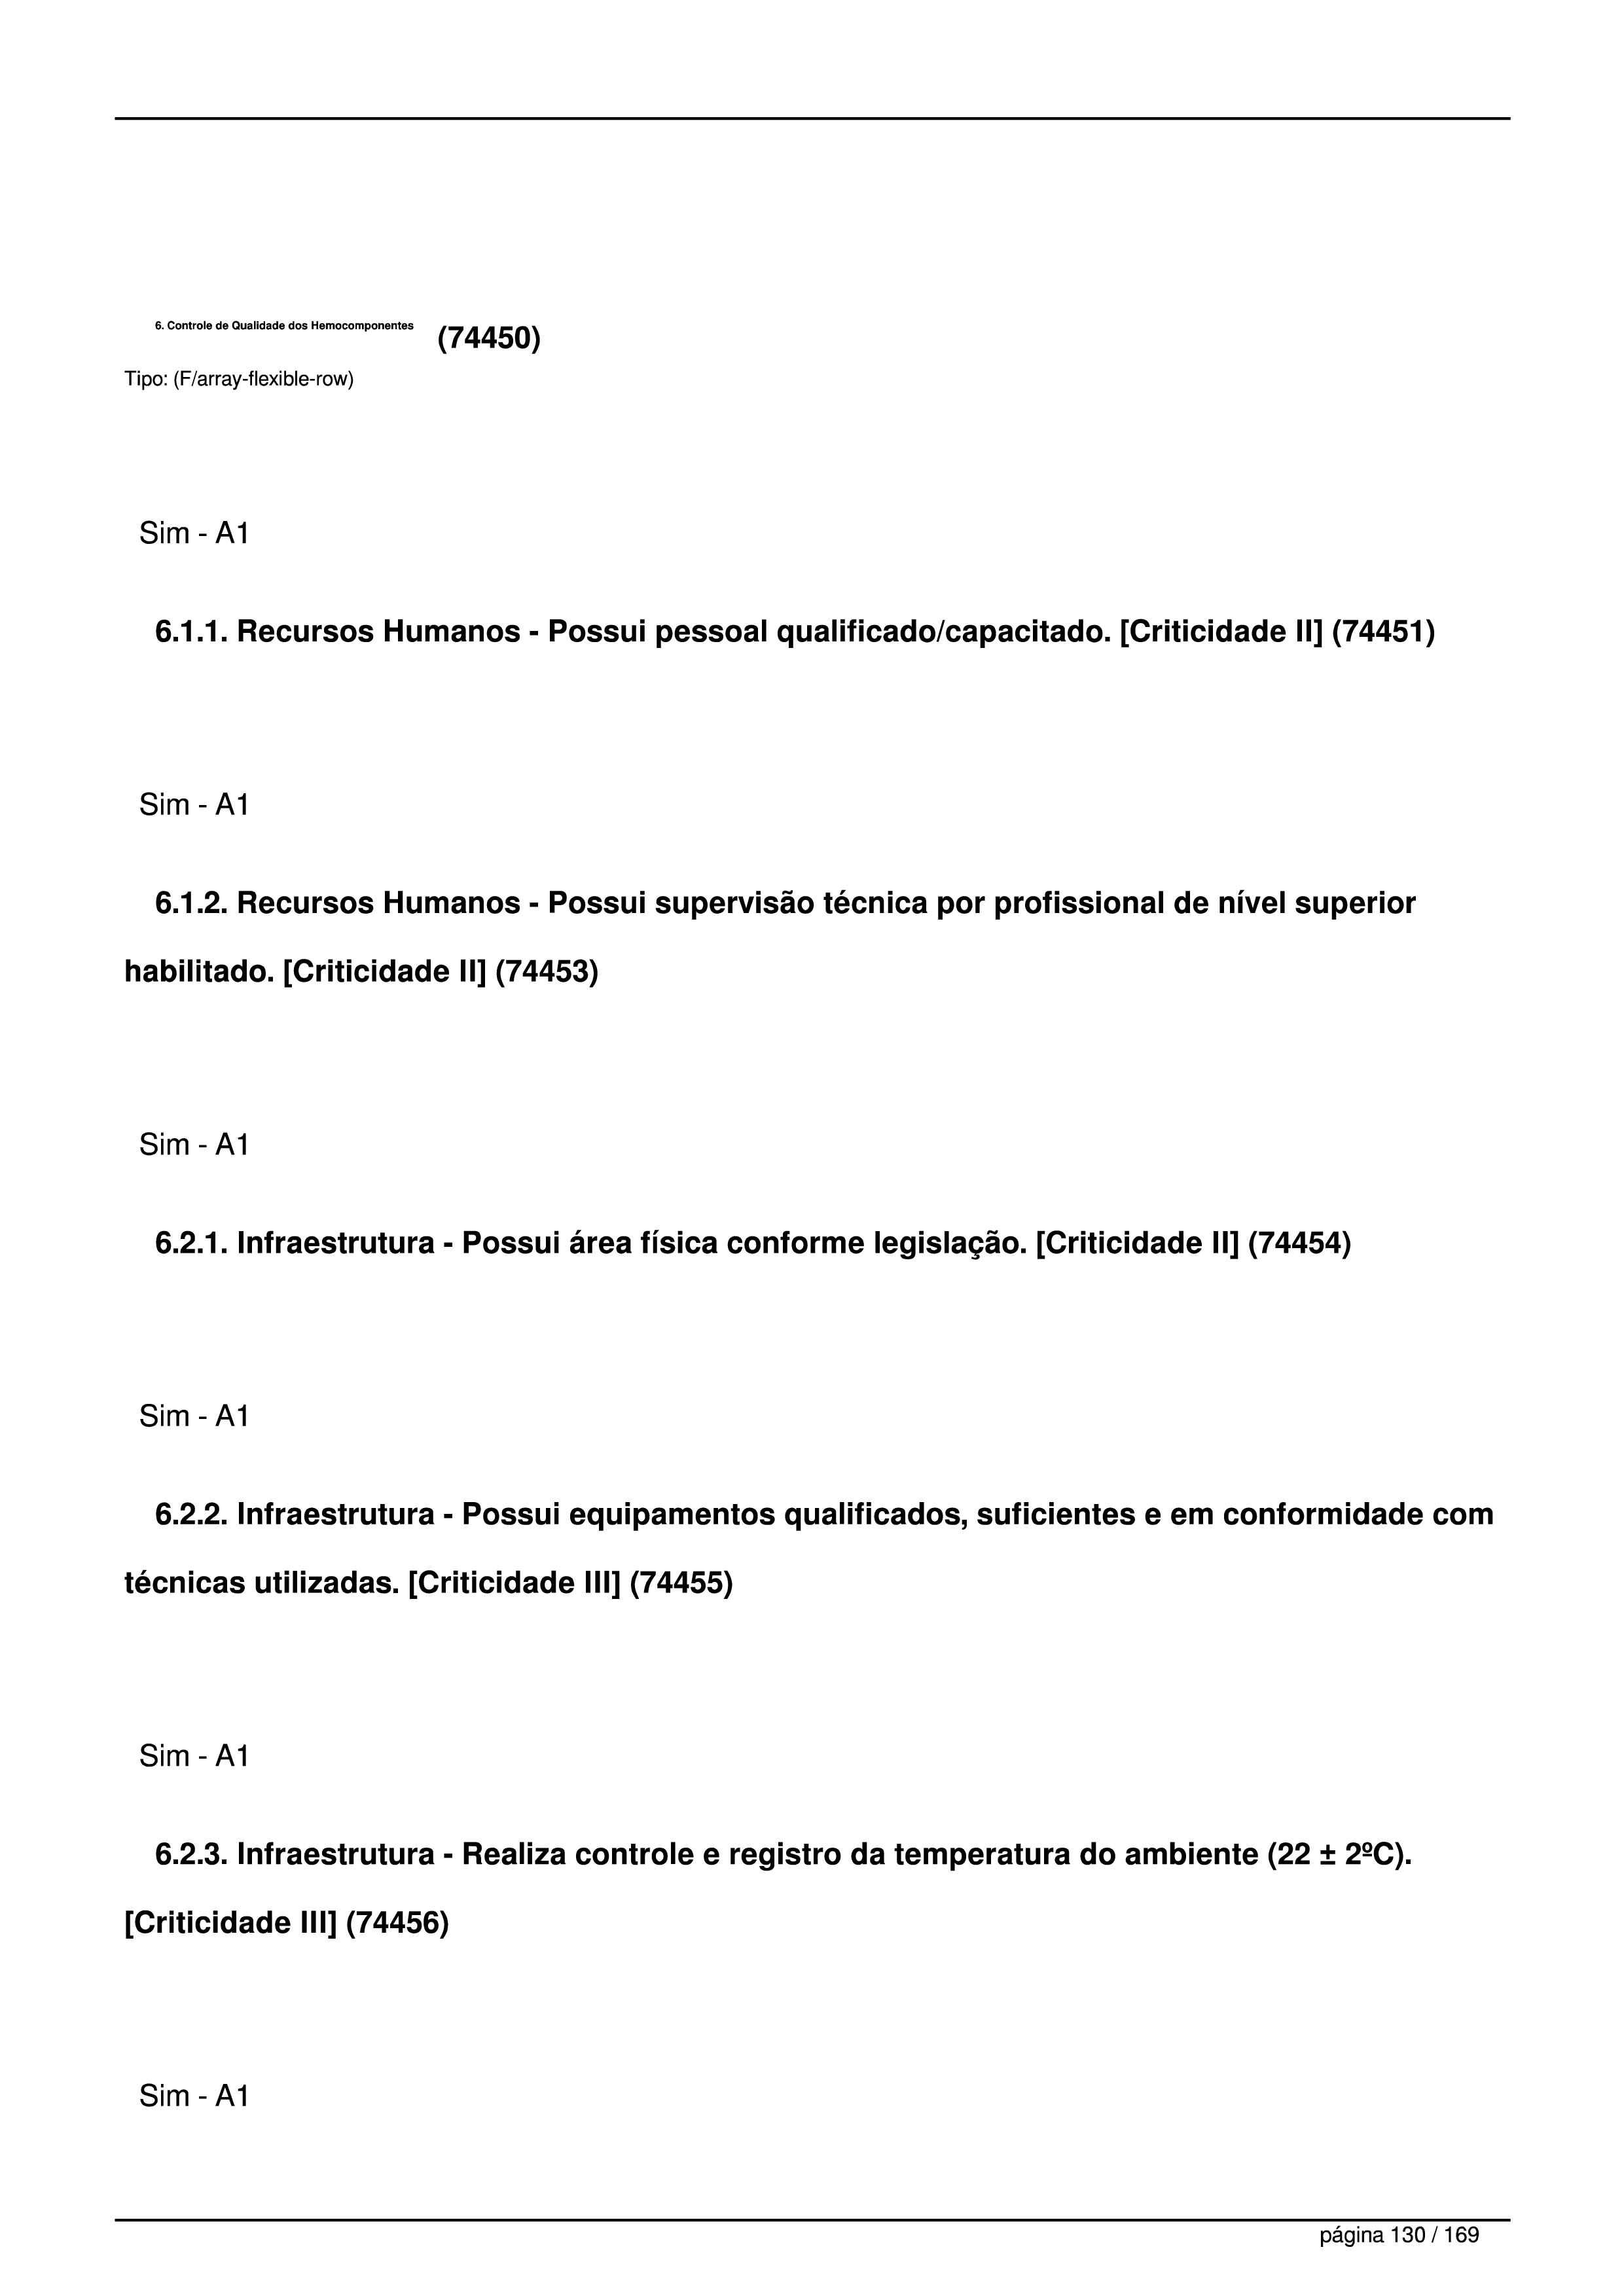 6. Controle de Qualidade dos Hemocomponentes (74450)
Tipo: (F/array-flexible-row)
Sim - A1
6.1.1. Recursos Humanos - Possui pessoal qualificado/capacitado. [Criticidade II] (74451)
Sim - A1
6.1.2. Recursos Humanos - Possui supervisão técnica por profissional de nível superior
habilitado. [Criticidade II] (74453)
Sim - A1
6.2.1. Infraestrutura - Possui área física conforme legislação. [Criticidade II] (74454)
Sim - A1
6.2.2. Infraestrutura - Possui equipamentos qualificados, suficientes e em conformidade com
técnicas utilizadas. [Criticidade III] (74455)
Sim - A1
6.2.3. Infraestrutura - Realiza controle e registro da temperatura do ambiente (22 ± 2ºC).
[Criticidade III] (74456)
Sim - A1
página 130 / 169